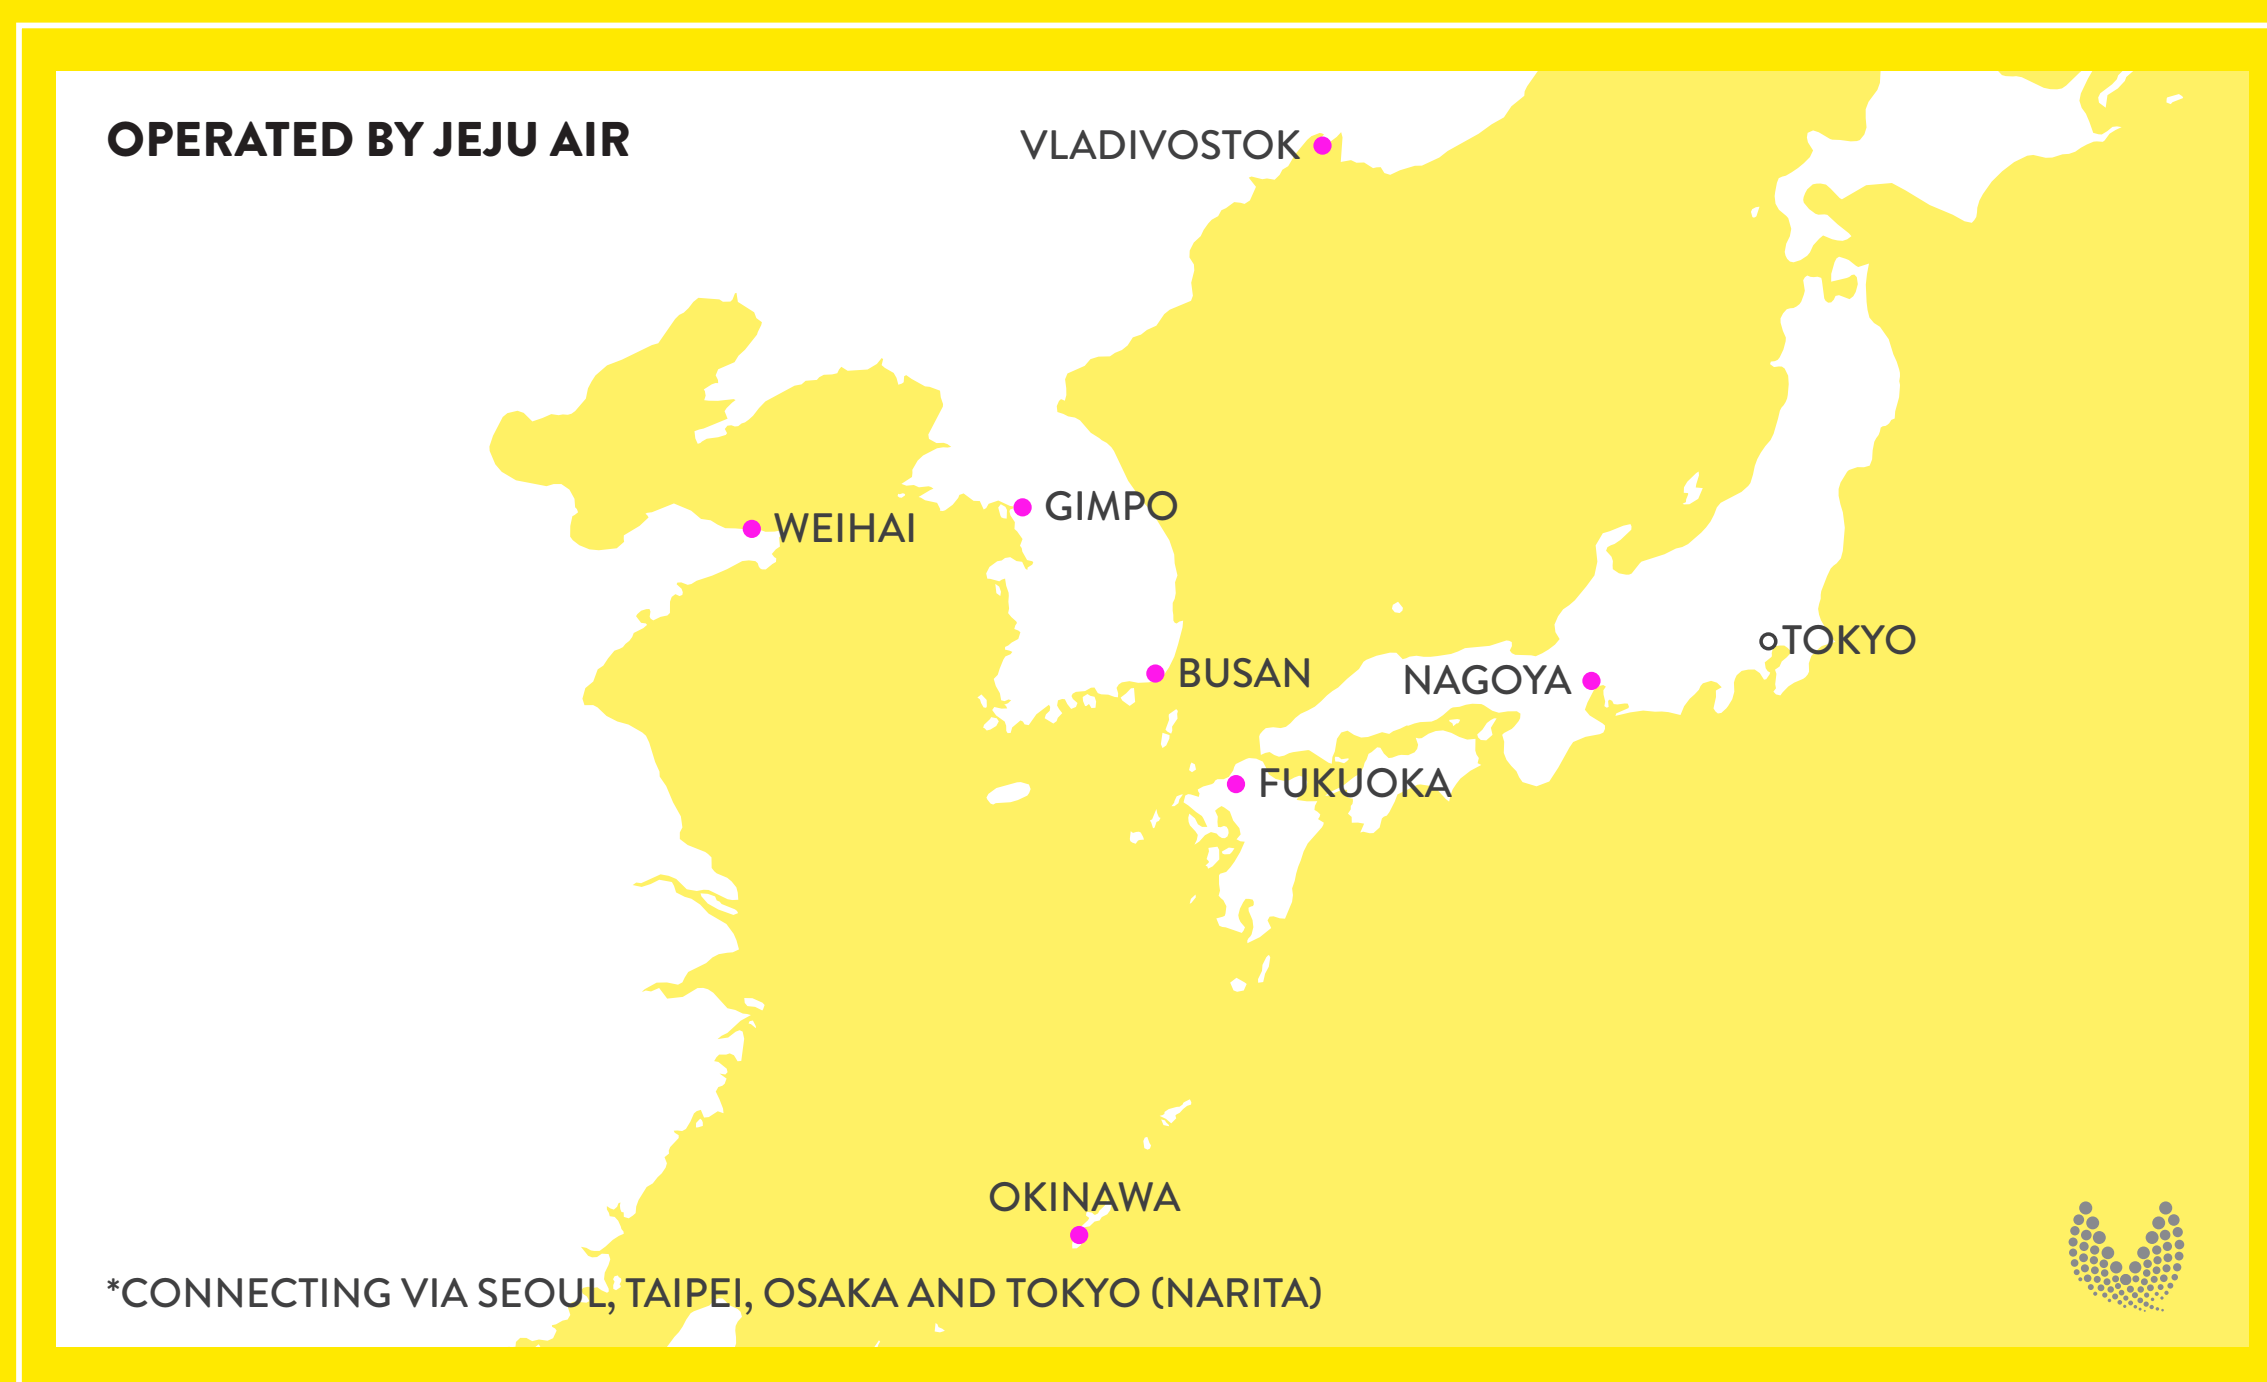 OPERATED BY JEJU AIR
VLADIVOSTOK
GIMPO
WEIHAI
TOKYO
BUSAN
NAGOYA
FUKUOKA
OKINAWA
*CONNECTING VIA SEOUL, TAIPEI, OSAKA AND TOKYO (NARITA)